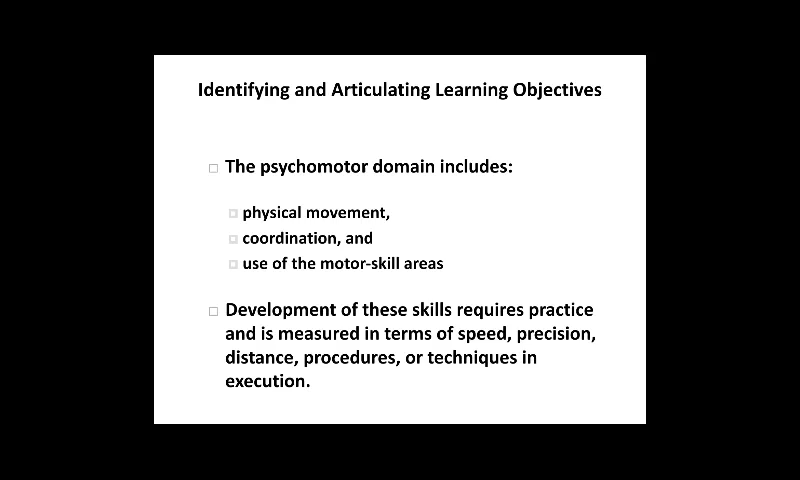 Identifying and Articulating Learning Objectives
The psychomotor domain includes:
physical movement,
coordination, and
use of the motor-skill areas
Development of these skills requires practice
and is measured in terms of speed, precision,
distance, procedures, or techniques in
execution.